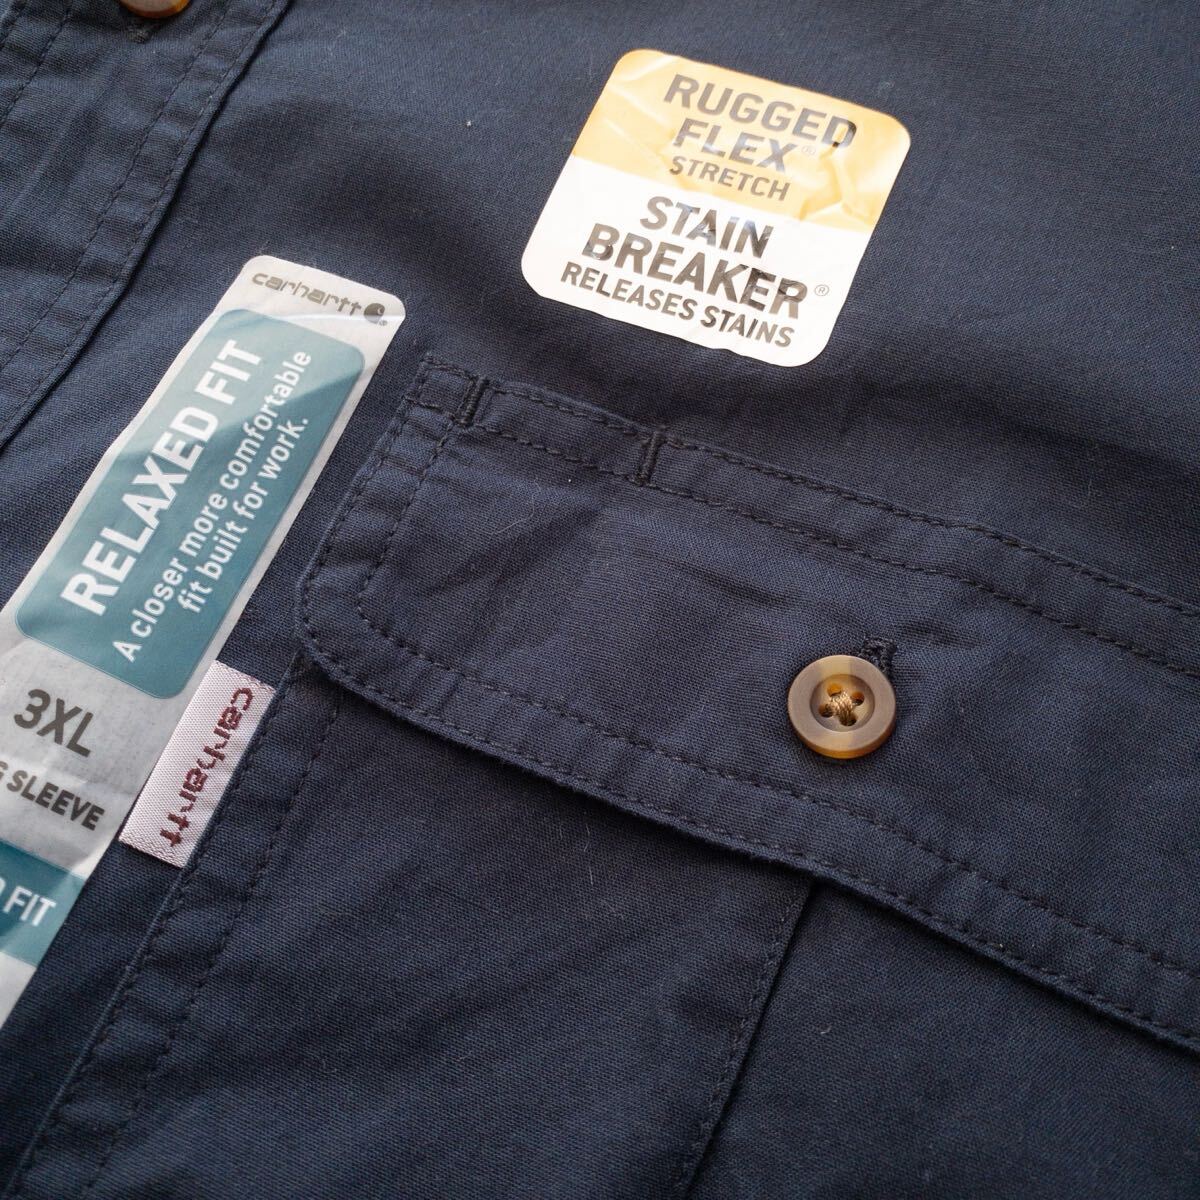 RUGGED
FLEX®
STRETCH
STAIN
BREAKER®
RELEASES STAINS
carhartt
RELAXED FIT
A closer more comfortable
fit built for work.
3XL
SLEEVE
FIT
carhartt